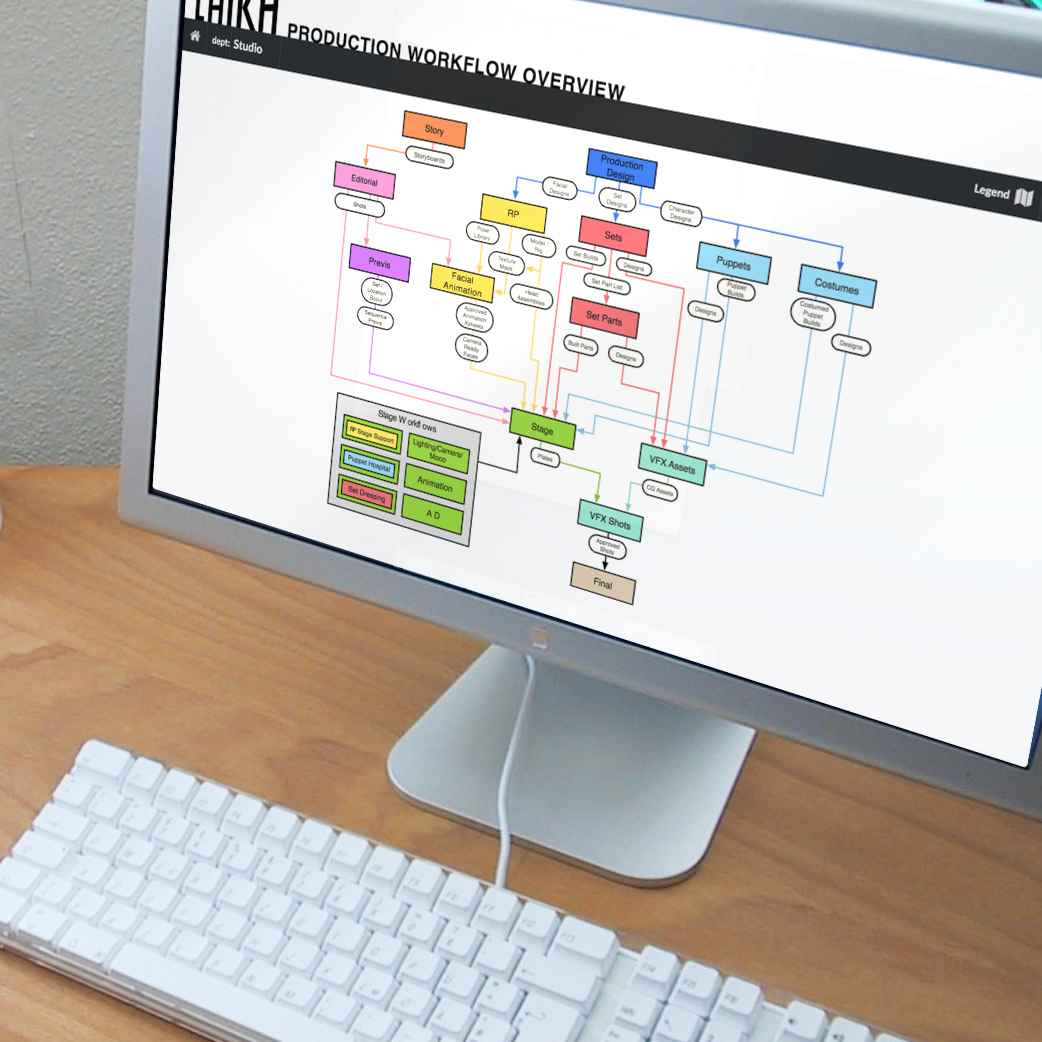 LAIKA
PRODUCTION WORKFLOW OVERVIEW
dept: Studio
Legend
Story
Storyboards
Editorial
Shots
Production
Design
Facial
Designs
Set
Designs
Character
Designs
RP
Pose
Library
Model /
Rig
Texture
Maps
Head
Assemblies
Sets
Set Builds
Designs
Set Part List
Puppets
Puppet
Builds
Designs
Costumes
Costumed
Puppet
Builds
Designs
Previs
Set /
Location
Scout
Sequence
Previs
Facial
Animation
Approved
Animation
Xsheets
Camera
Ready
Faces
Set Parts
Built Parts
Designs
Stage
Plates
VFX Assets
CG Assets
VFX Shots
Approved
Shots
Final
Stage Workflows
RP Stage Support
Lighting/Camera/
Moco
Puppet Hospital
Animation
Set Dressing
A D